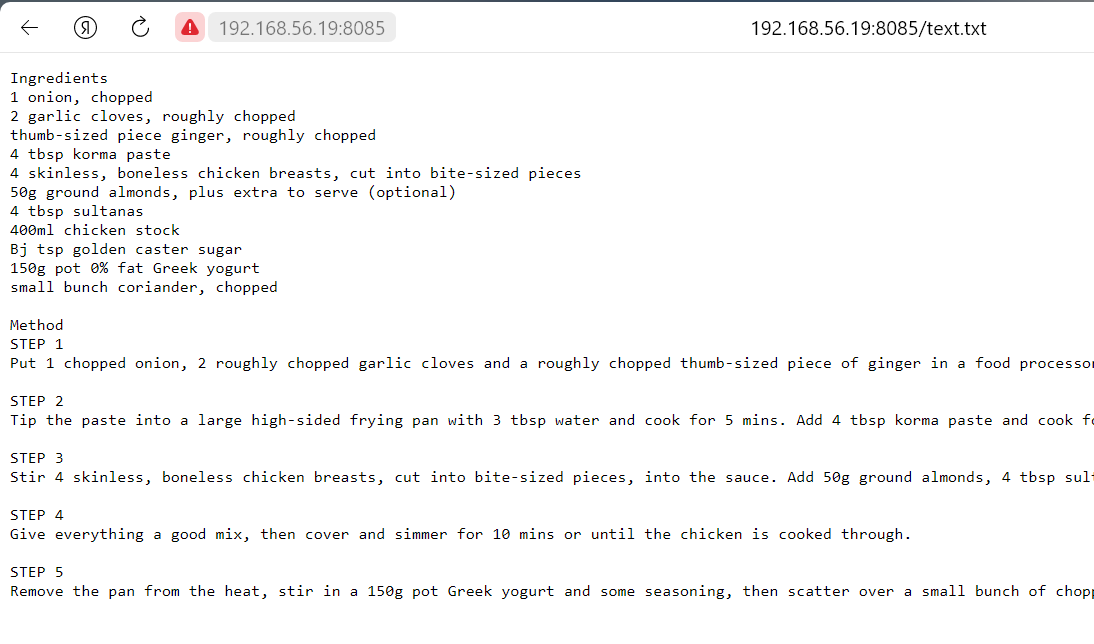 192.168.56.19:8085
192.168.56.19:8085/text.txt
Ingredients
1 onion, chopped
2 garlic cloves, roughly chopped
thumb-sized piece ginger, roughly chopped
4 tbsp korma paste
4 skinless, boneless chicken breasts, cut into bite-sized pieces
50g ground almonds, plus extra to serve (optional)
4 tbsp sultanas
400ml chicken stock
Bj tsp golden caster sugar
150g pot 0% fat Greek yogurt
small bunch coriander, chopped
Method
STEP 1
Put 1 chopped onion, 2 roughly chopped garlic cloves and a roughly chopped thumb-sized piece of ginger in a food processor
STEP 2
Tip the paste into a large high-sided frying pan with 3 tbsp water and cook for 5 mins. Add 4 tbsp korma paste and cook
STEP 3
Stir 4 skinless, boneless chicken breasts, cut into bite-sized pieces, into the sauce. Add 50g ground almonds, 4 tbsp
STEP 4
Give everything a good mix, then cover and simmer for 10 mins or until the chicken is cooked through.
STEP 5
Remove the pan from the heat, stir in a 150g pot Greek yogurt and some seasoning, then scatter over a small bunch of